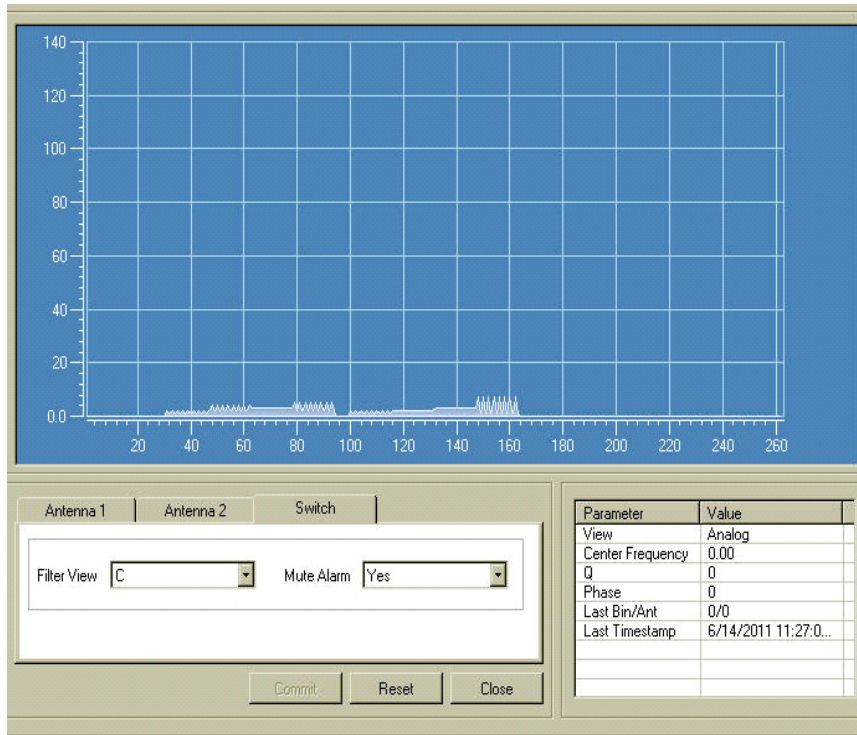 140
120
100
80
60
40
20
0.0
20 40 60 80 100 120 140 160 180 200 220 240 260
Antenna 1 Antenna 2 Switch
Filter View C Mute Alarm Yes
Commit Reset Close
Parameter Value
View Analog
Center Frequency 0.00
Q 0
Phase 0
Last Bin/Ant 0/0
Last Timestamp 6/14/2011 11:27:0...